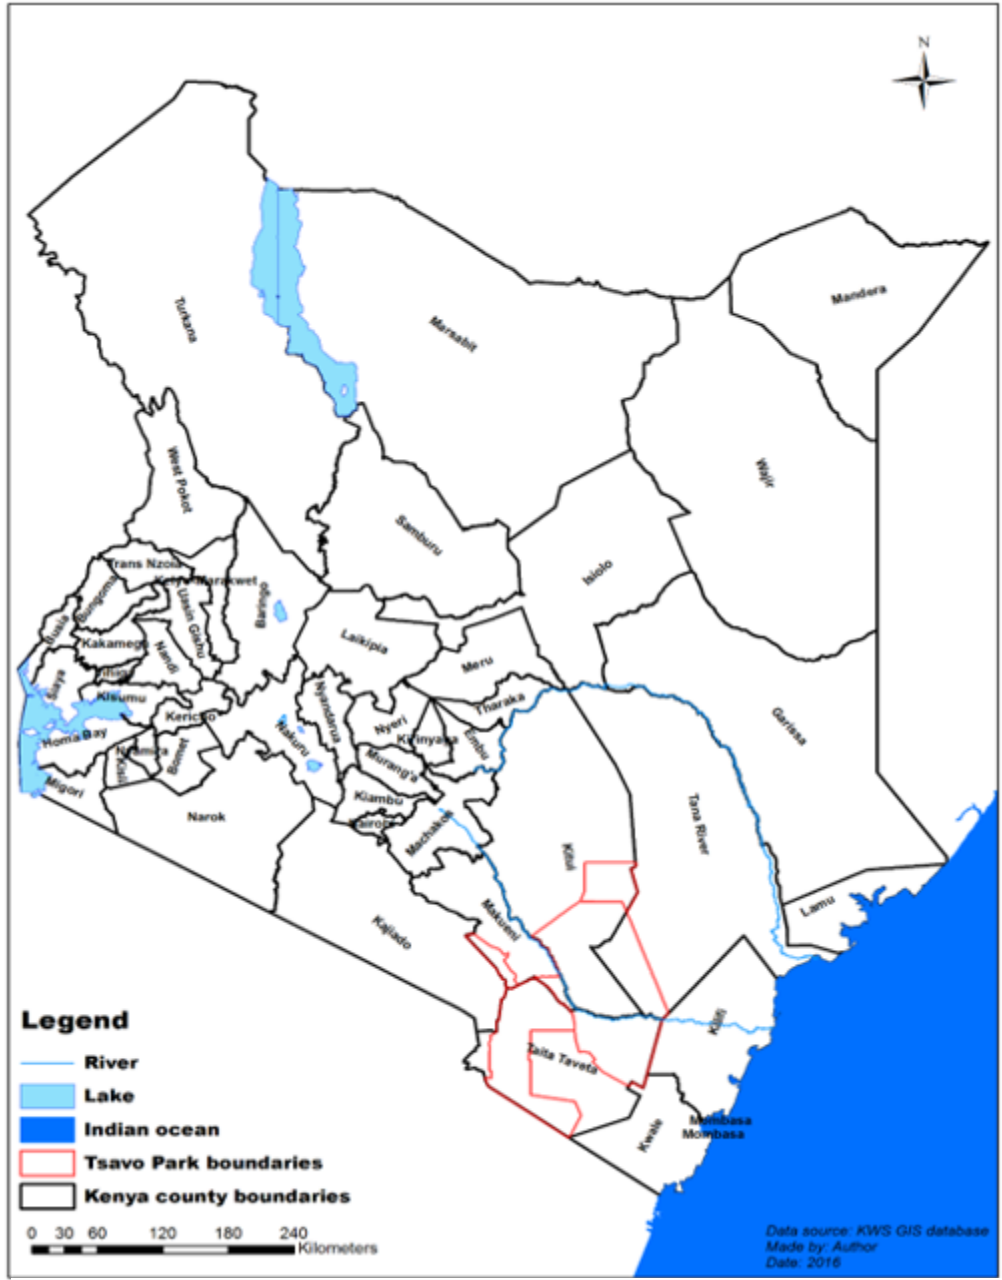 N
Mandera
Turkana
Marsabit
Wajir
West Pokot
Samburu
Isiolo
Trans Nzoia
Marakwet
Bungoma
Uasin Gishu
Baringo
Busia
Kakamega
Nandi
Laikipia
Meru
Siaya
Kisumu
Kericho
Nyandarua
Tharaka
Garissa
Nyeri
Kirinyaga
Embu
Homa Bay
Nyamira
Kisii
Bomet
Nakuru
Murang'a
Migori
Narok
Kiambu
Nairobi
Machakos
Tana River
Kitui
Makueni
Lamu
Kajiado
Kilifi
Taita Taveta
Kwale
Mombasa
Mombasa
Legend
River
Lake
Indian ocean
Tsavo Park boundaries
Kenya county boundaries
0 30 60 120 180 240
Kilometers
Data source: KWS GIS database
Made by: Author
Date: 2016